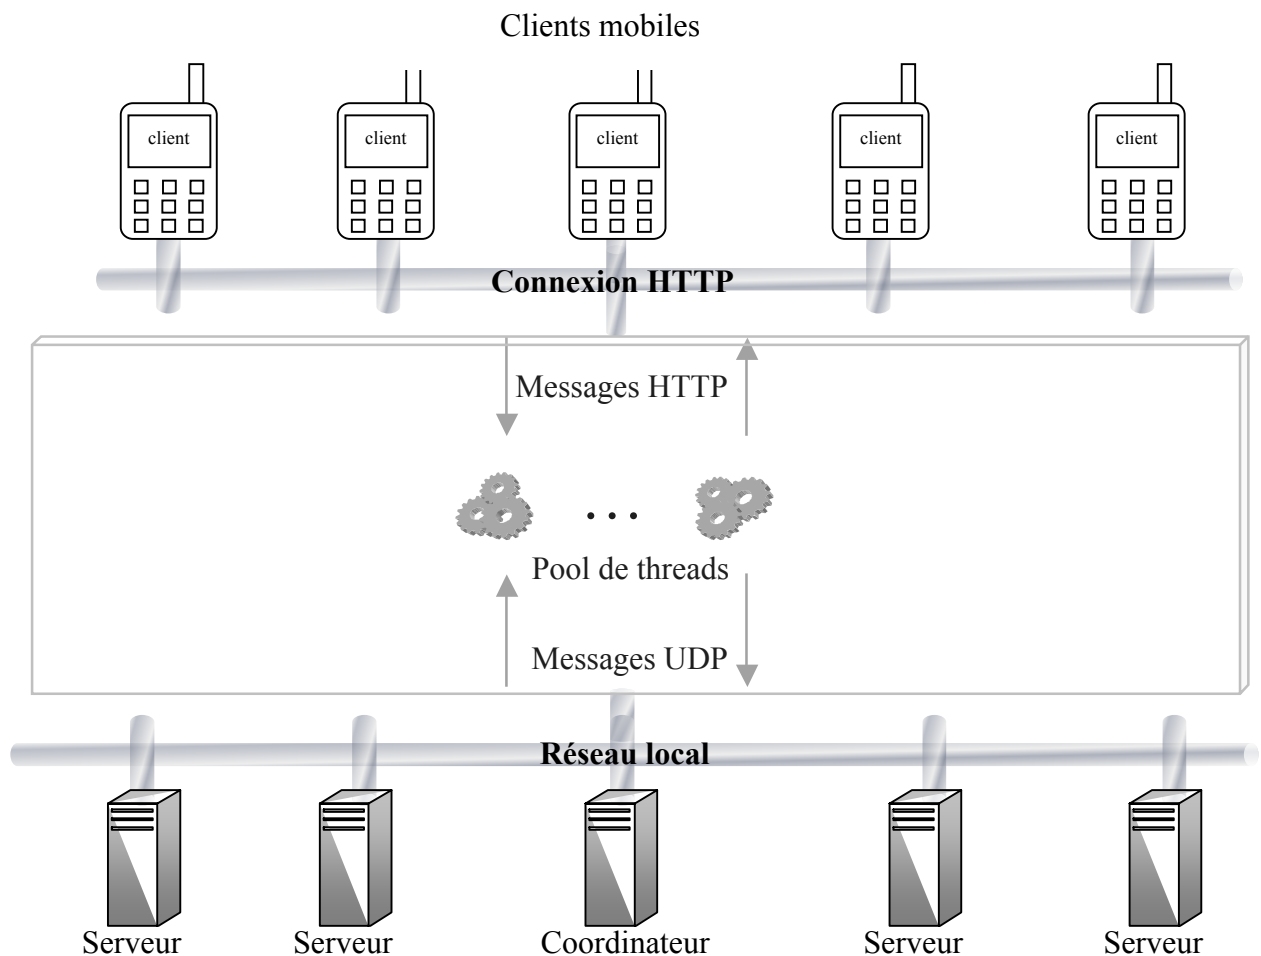 Clients mobiles
client
client
client
client
client
Connexion HTTP
Messages HTTP
...
Pool de threads
Messages UDP
Réseau local
Serveur
Serveur
Coordinateur
Serveur
Serveur